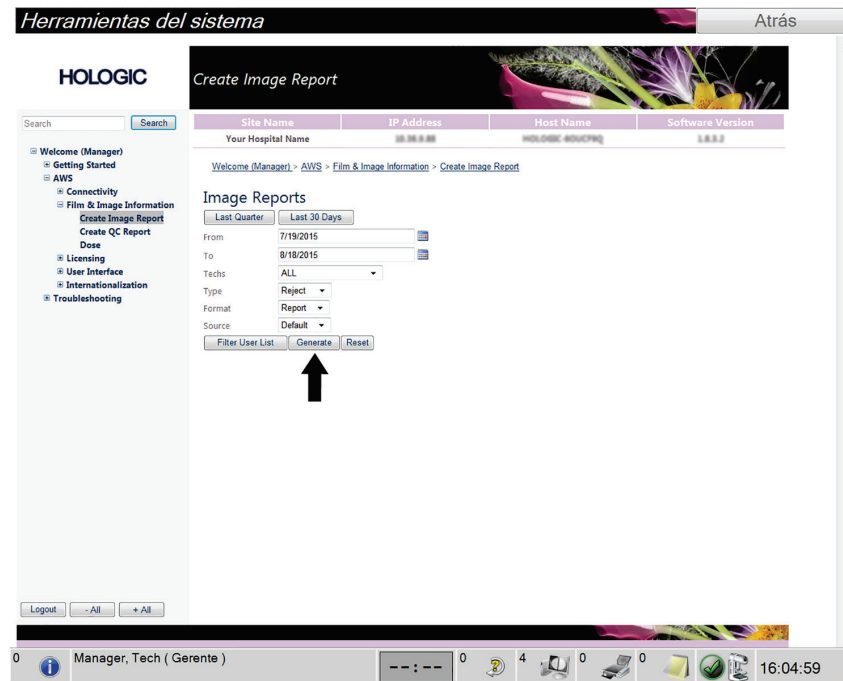 Herramientas del sistema
Atrás
HOLOGIC
Create Image Report
Search
Search
Site Name IP Address Host Name Software Version
Your Hospital Name 1.8.3.2
Welcome (Manager)
Getting Started
AWS
Connectivity
Film & Image Information
Create Image Report
Create QC Report
Dose
Licensing
User Interface
Internationalization
Troubleshooting
Welcome (Manager) > AWS > Film & Image Information > Create Image Report
Image Reports
Last Quarter Last 30 Days
From 7/19/2015
To 8/18/2015
Techs ALL
Type Reject
Format Report
Source Default
Filter User List Generate Reset
Logout - All + All
0 Manager, Tech ( Gerente ) --:-- 0 4 0 0 16:04:59